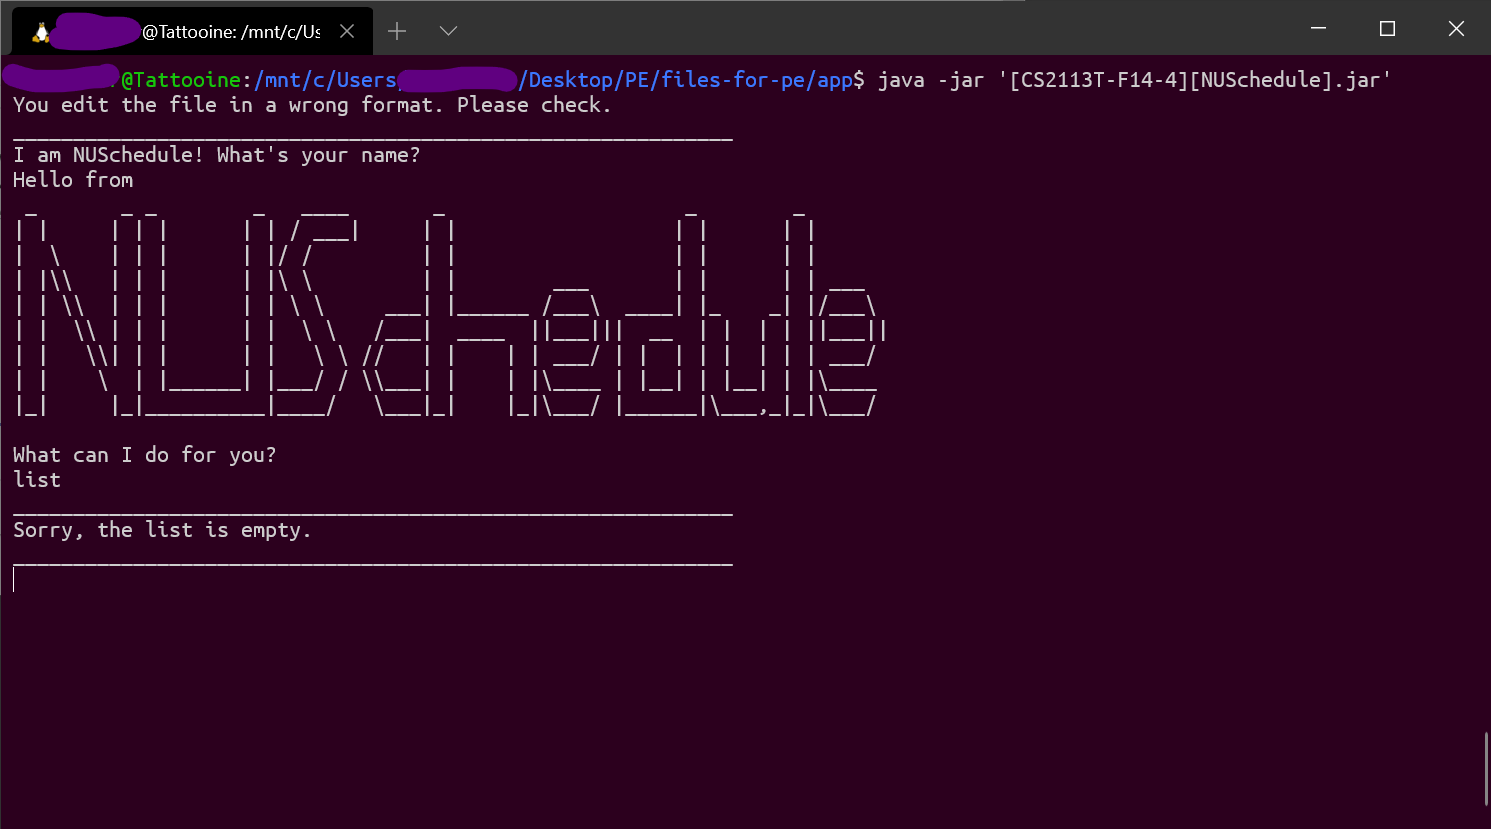 @Tattooine: /mnt/c/Us
@Tattooine:/mnt/c/Users/ /Desktop/PE/files-for-pe/app$ java -jar '[CS2113T-F14-4][NUSchedule].jar'
You edit the file in a wrong format. Please check.
____________________________________________________________
I am NUSchedule! What's your name?
Hello from
NUSchedule
What can I do for you?
list
____________________________________________________________
Sorry, the list is empty.
____________________________________________________________